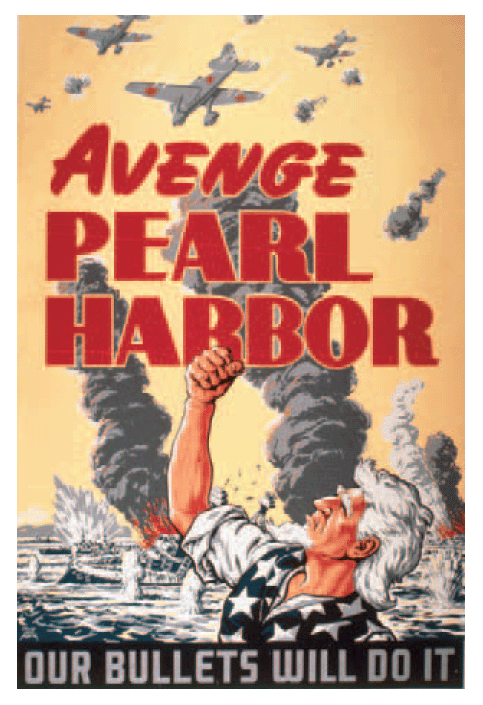 AVENGE
PEARL
HARBOR
OUR BULLETS WILL DO IT